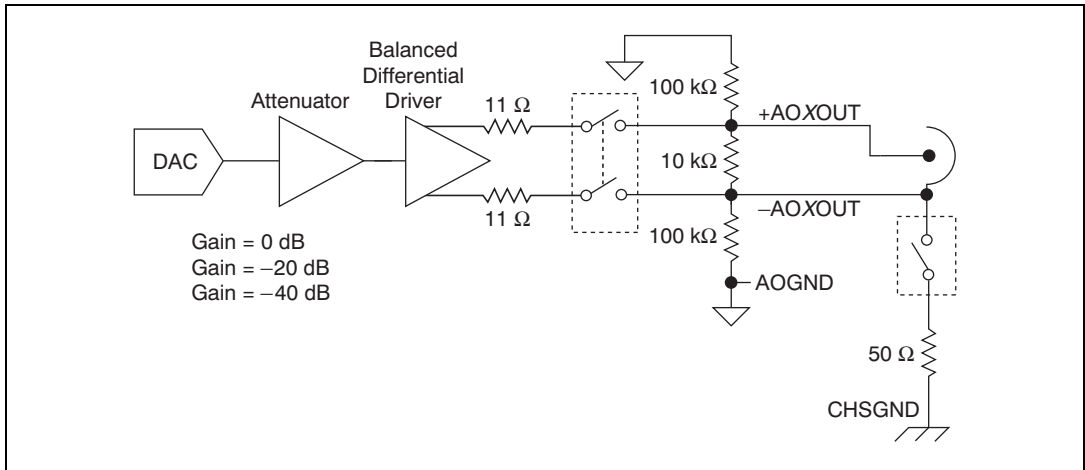 Balanced
Differential
Driver
Attenuator
DAC
11 Ω
11 Ω
Gain = 0 dB
Gain = −20 dB
Gain = −40 dB
100 kΩ
+AOXOUT
10 kΩ
−AOXOUT
100 kΩ
AOGND
50 Ω
CHSGND